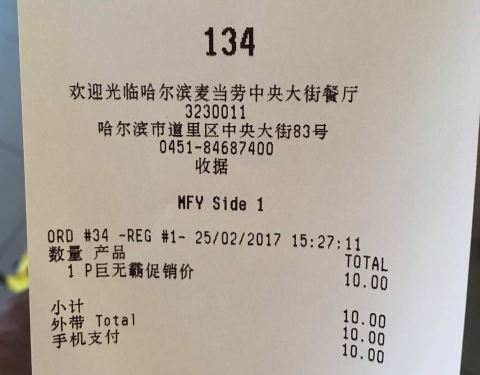 134
欢迎光临哈尔滨麦当劳中央大街餐厅
3230011
哈尔滨市道里区中央大街83号
0451-84687400
收据
MFY Side 1
ORD #34 -REG #1- 25/02/2017 15:27:11
数量 产品 TOTAL
1 P巨无霸促销价 10.00
小计 10.00
外带 Total 10.00
手机支付 10.00